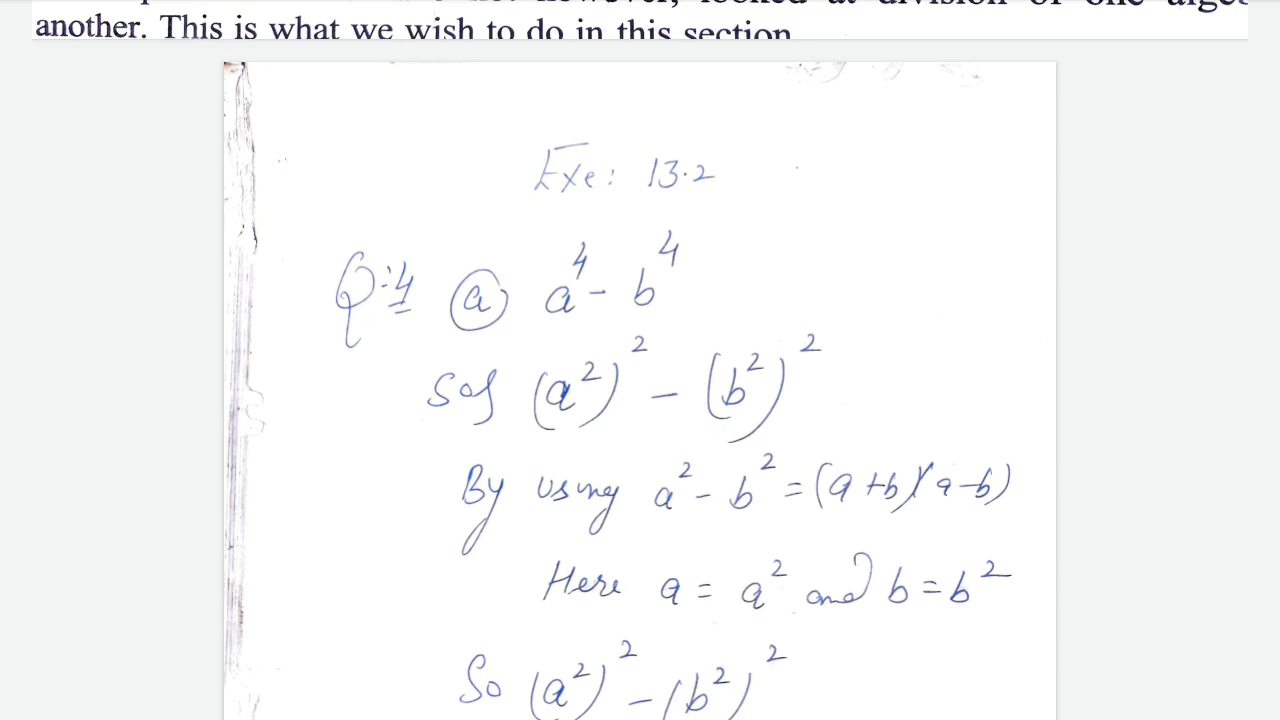 another. This is what we wish to do in this section
Exe: 13.2
Q:4 (a) a⁴ - b⁴
Sol (a²)² - (b²)²
By using a² - b² = (a+b)(a-b)
Here a = a² and b = b²
So (a²)² - (b²)²